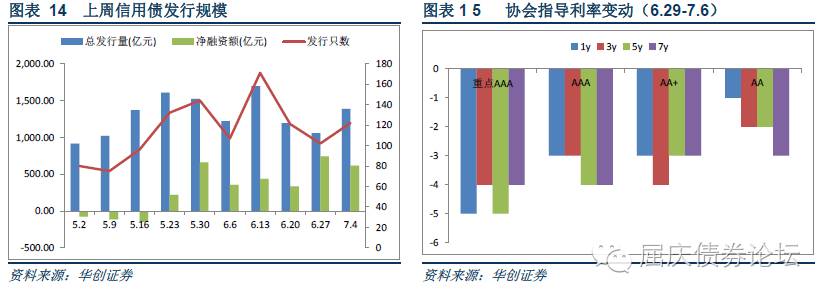 图表 14 上周信用债发行规模
总发行量(亿元) 净融资额(亿元) 发行只数
2,000.00
1,500.00
1,000.00
500.00
0.00
-500.00
180
160
140
120
100
80
60
40
20
0
5.2 5.9 5.16 5.23 5.30 6.6 6.13 6.20 6.27 7.4
资料来源：华创证券
图表 1 5 协会指导利率变动（6.29-7.6）
1y 3y 5y 7y
0
-1
-2
-3
-4
-5
-6
重点AAA AAA AA+ AA
资料来源：华创证券
屈庆债券论坛